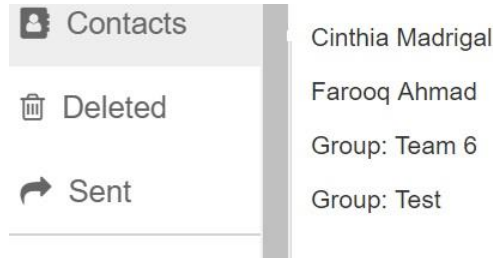 Contacts
Deleted
Sent
Cinthia Madrigal
Farooq Ahmad
Group: Team 6
Group: Test